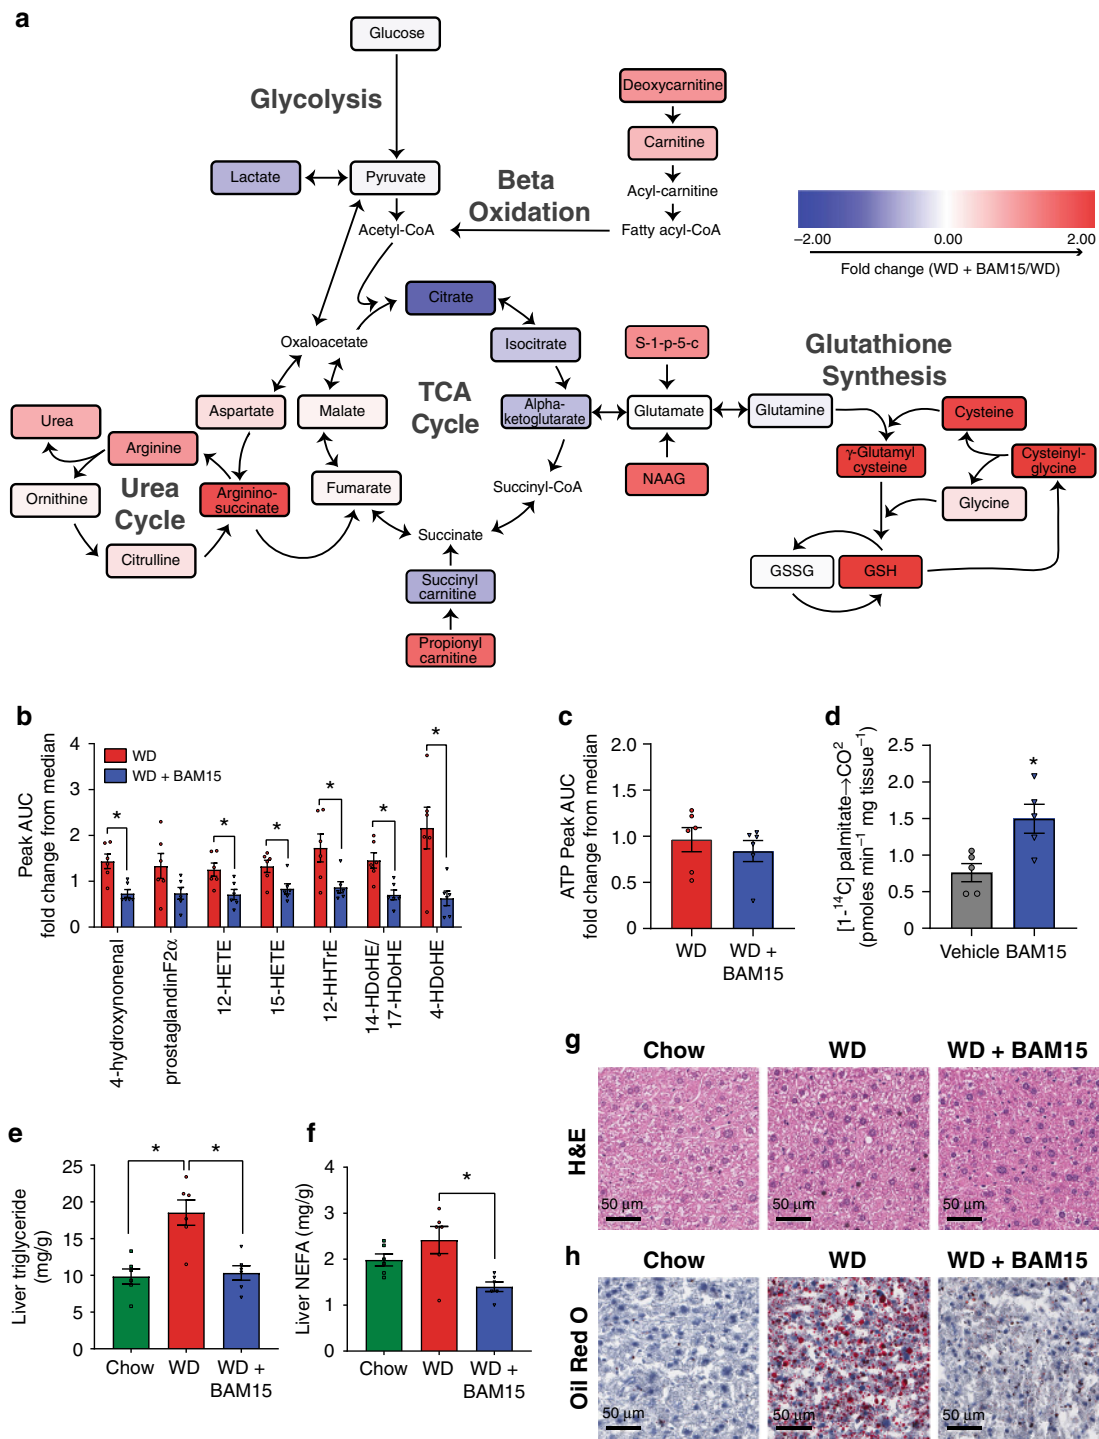 a
Glucose
Glycolysis
Deoxycarnitine
Carnitine
Lactate
Pyruvate
Beta
Oxidation
Acyl-carnitine
Acetyl-CoA
Fatty acyl-CoA
−2.00
0.00
2.00
Fold change (WD + BAM15/WD)
Citrate
Oxaloacetate
Isocitrate
S-1-p-5-c
Glutathione
Synthesis
TCA
Cycle
Aspartate
Malate
Alpha-
ketoglutarate
Glutamate
Glutamine
Cysteine
Urea
Arginine
γ-Glutamyl
cysteine
Cysteinyl-
glycine
Ornithine
Urea
Cycle
Arginino-
succinate
Fumarate
Succinyl-CoA
NAAG
Glycine
Citrulline
Succinate
GSSG
GSH
Succinyl
carnitine
Propionyl
carnitine
b
Peak AUC
fold change from median
4
3
2
1
0
WD
WD + BAM15
*
*
*
*
*
*
4-hydroxynonenal
prostaglandinF2α
12-HETE
15-HETE
12-HHTrE
14-HDoHE/
17-HDoHE
4-HDoHE
c
ATP Peak AUC
fold change from median
2.0
1.5
1.0
0.5
0
WD
WD +
BAM15
d
[1-¹⁴C] palmitate→CO²
(pmoles min⁻¹ mg tissue⁻¹)
2.5
2.0
1.5
1.0
0.5
0
*
Vehicle BAM15
e
Liver triglyceride
(mg/g)
25
20
15
10
5
0
*
*
Chow
WD
WD +
BAM15
f
Liver NEFA (mg/g)
4
3
2
1
0
*
Chow
WD
WD +
BAM15
g
Chow
WD
WD + BAM15
H&E
50 μm
50 μm
50 μm
h
Chow
WD
WD + BAM15
Oil Red O
50 μm
50 μm
50 μm